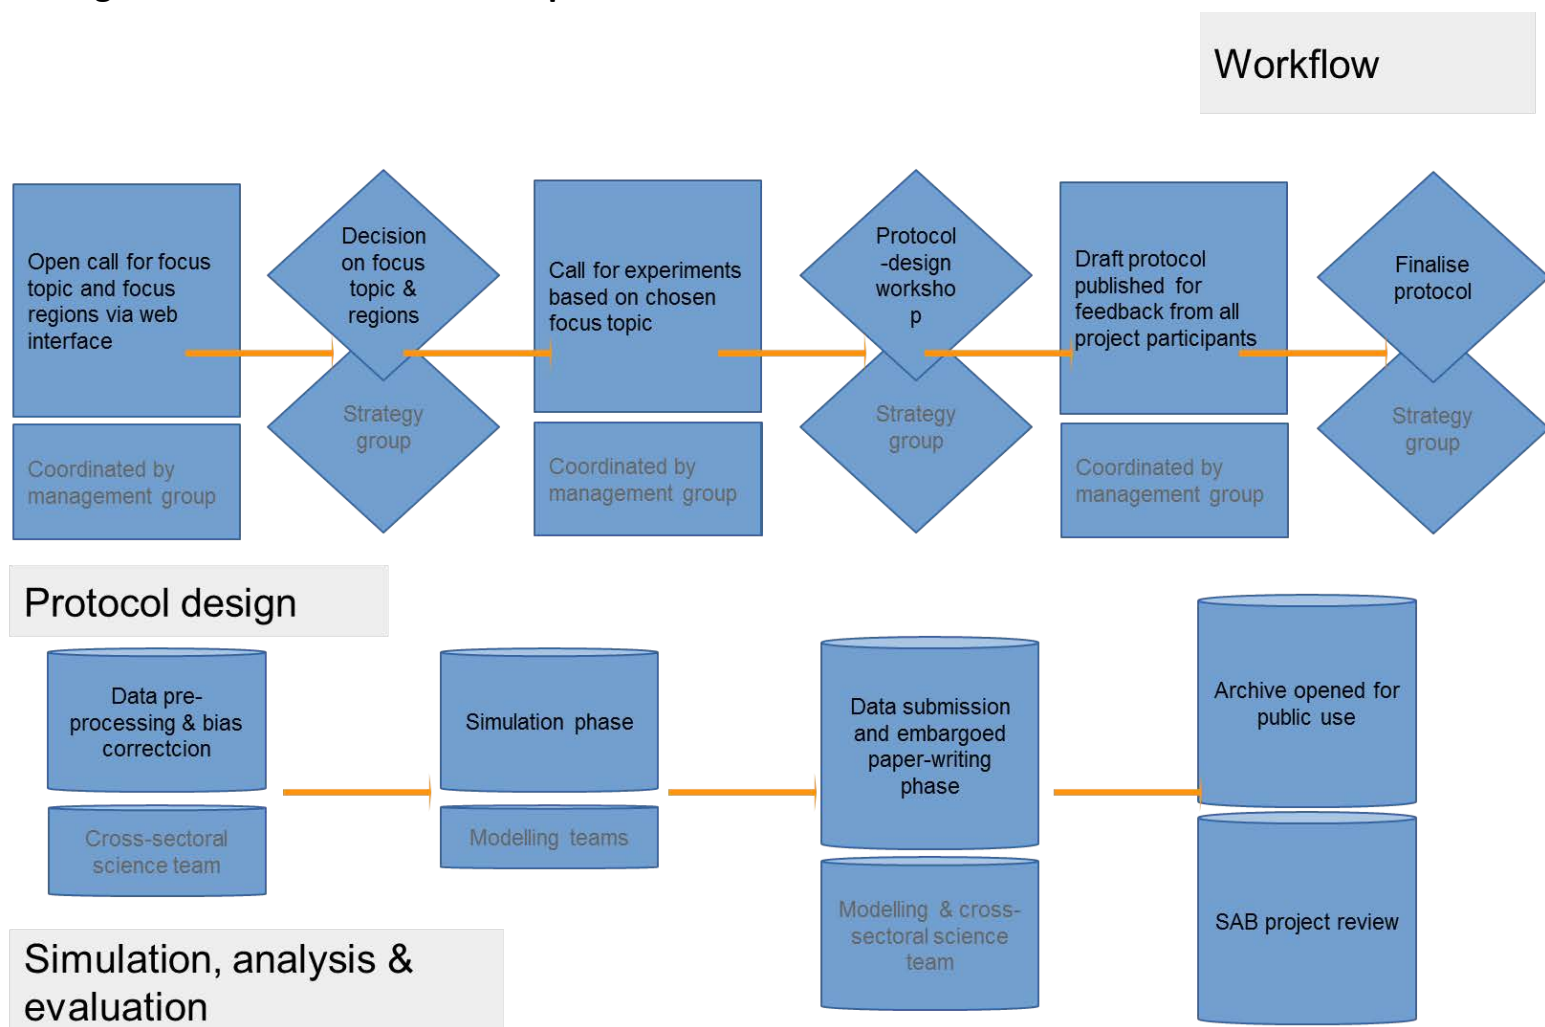 Workflow
Open call for focus
topic and focus
regions via web
interface
Coordinated by
management group
Decision
on focus
topic &
regions
Strategy
group
Call for experiments
based on chosen
focus topic
Coordinated by
management group
Protocol
-design
worksho
p
Strategy
group
Draft protocol
published for
feedback from all
project participants
Coordinated by
management group
Finalise
protocol
Strategy
group
Protocol design
Data pre-
processing & bias
correctcion
Cross-sectoral
science team
Simulation phase
Modelling teams
Data submission
and embargoed
paper-writing
phase
Modelling & cross-
sectoral science
team
Archive opened for
public use
SAB project review
Simulation, analysis &
evaluation